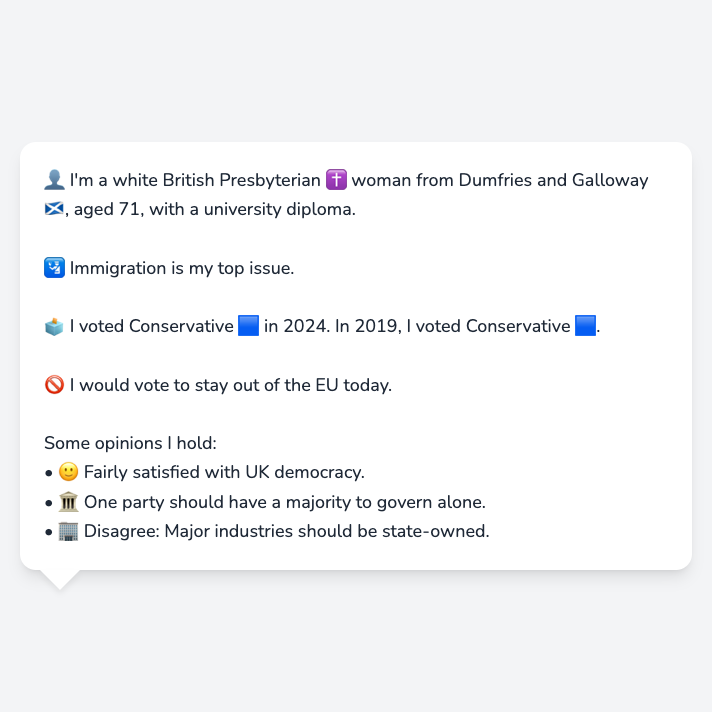 👤 I'm a white British Presbyterian ✝️ woman from Dumfries and Galloway
🏴󠁧󠁢󠁳󠁣󠁴󠁿, aged 71, with a university diploma.
🛂 Immigration is my top issue.
🗳️ I voted Conservative 🟦 in 2024. In 2019, I voted Conservative 🟦.
🚫 I would vote to stay out of the EU today.
Some opinions I hold:
• 🙂 Fairly satisfied with UK democracy.
• 🏛️ One party should have a majority to govern alone.
• 🏢 Disagree: Major industries should be state-owned.